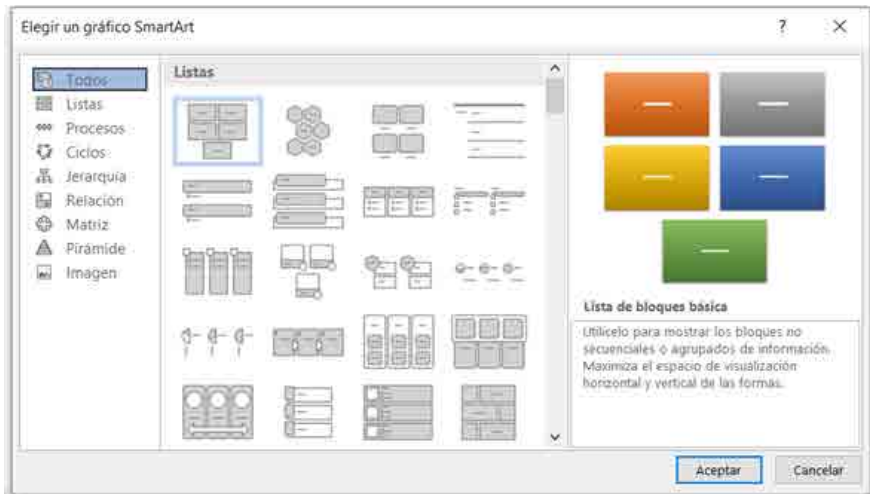 Elegir un gráfico SmartArt
?
Todos
Listas
Procesos
Ciclos
Jerarquía
Relación
Matriz
Pirámide
Imagen
Listas
Lista de bloques básica
Utilícelo para mostrar los bloques no
secuenciales o agrupados de información.
Maximiza el espacio de visualización
horizontal y vertical de las formas.
Aceptar
Cancelar